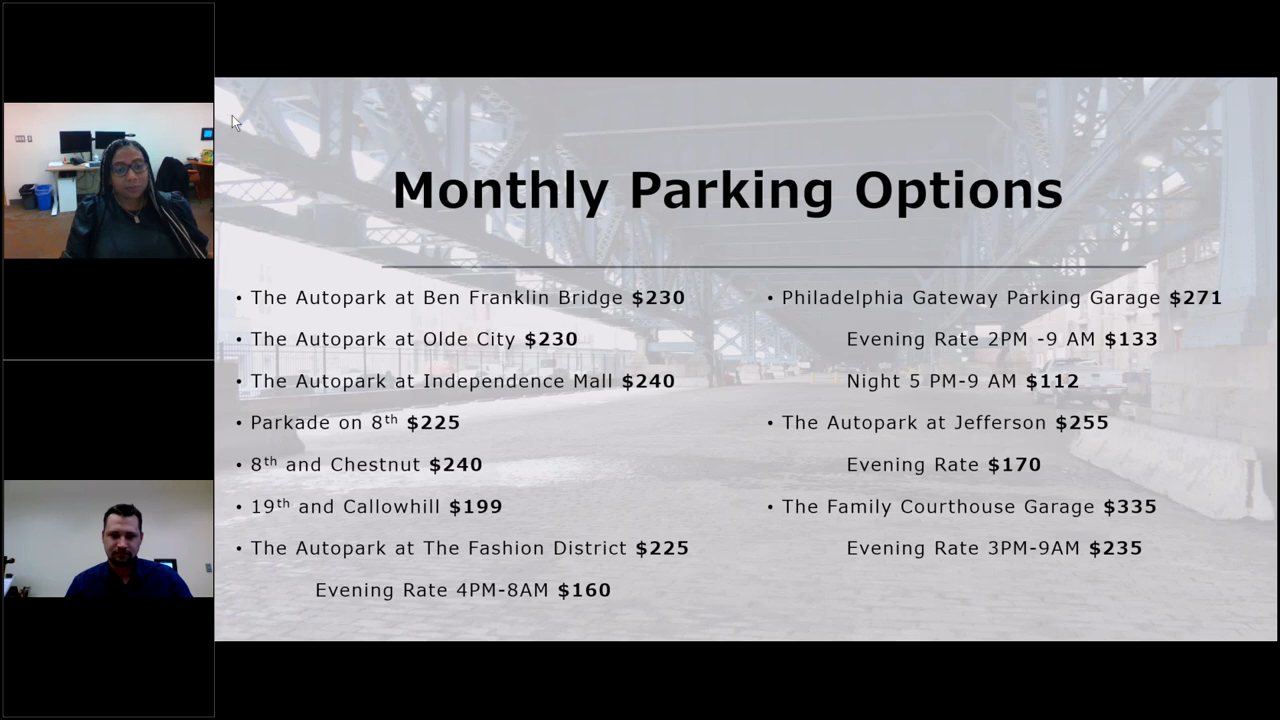 Monthly Parking Options
• The Autopark at Ben Franklin Bridge $230
• The Autopark at Olde City $230
• The Autopark at Independence Mall $240
• Parkade on 8th $225
• 8th and Chestnut $240
• 19th and Callowhill $199
• The Autopark at The Fashion District $225
Evening Rate 4PM-8AM $160
• Philadelphia Gateway Parking Garage $271
Evening Rate 2PM -9 AM $133
Night 5 PM-9 AM $112
• The Autopark at Jefferson $255
Evening Rate $170
• The Family Courthouse Garage $335
Evening Rate 3PM-9AM $235